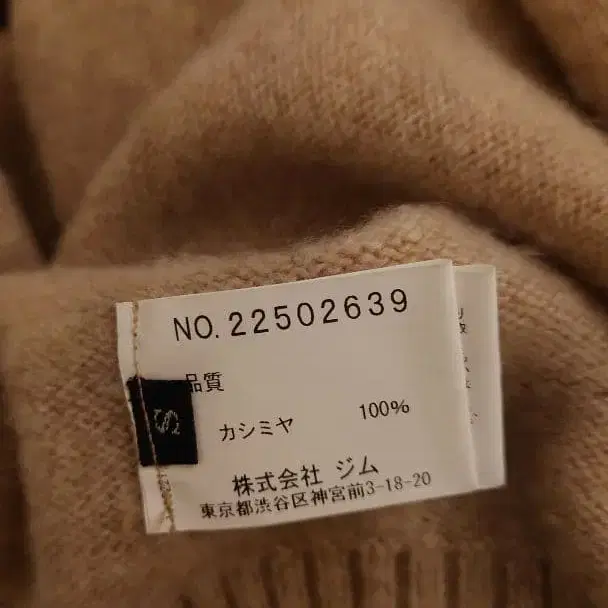 NO.22502639
品質
S
カシミヤ 100%
株式会社 ジム
東京都渋谷区神宮前3-18-20